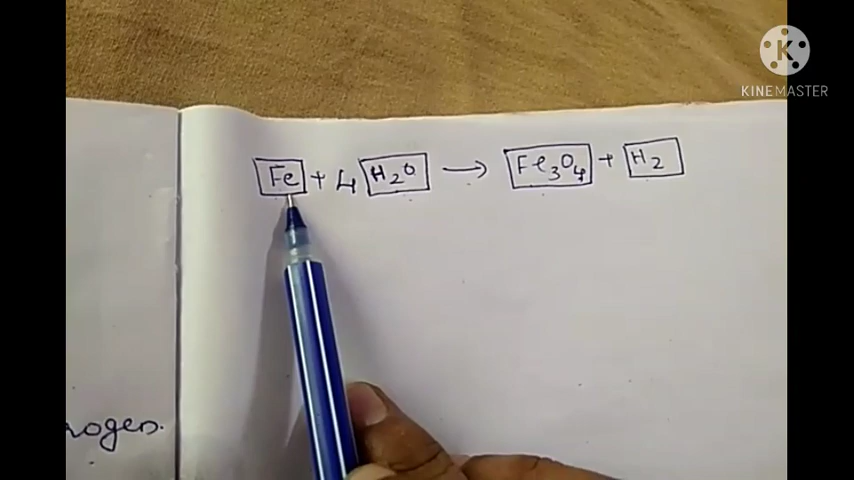 K
KINEMASTER
Fe + 4 H₂O → Fe₃O₄ + H₂